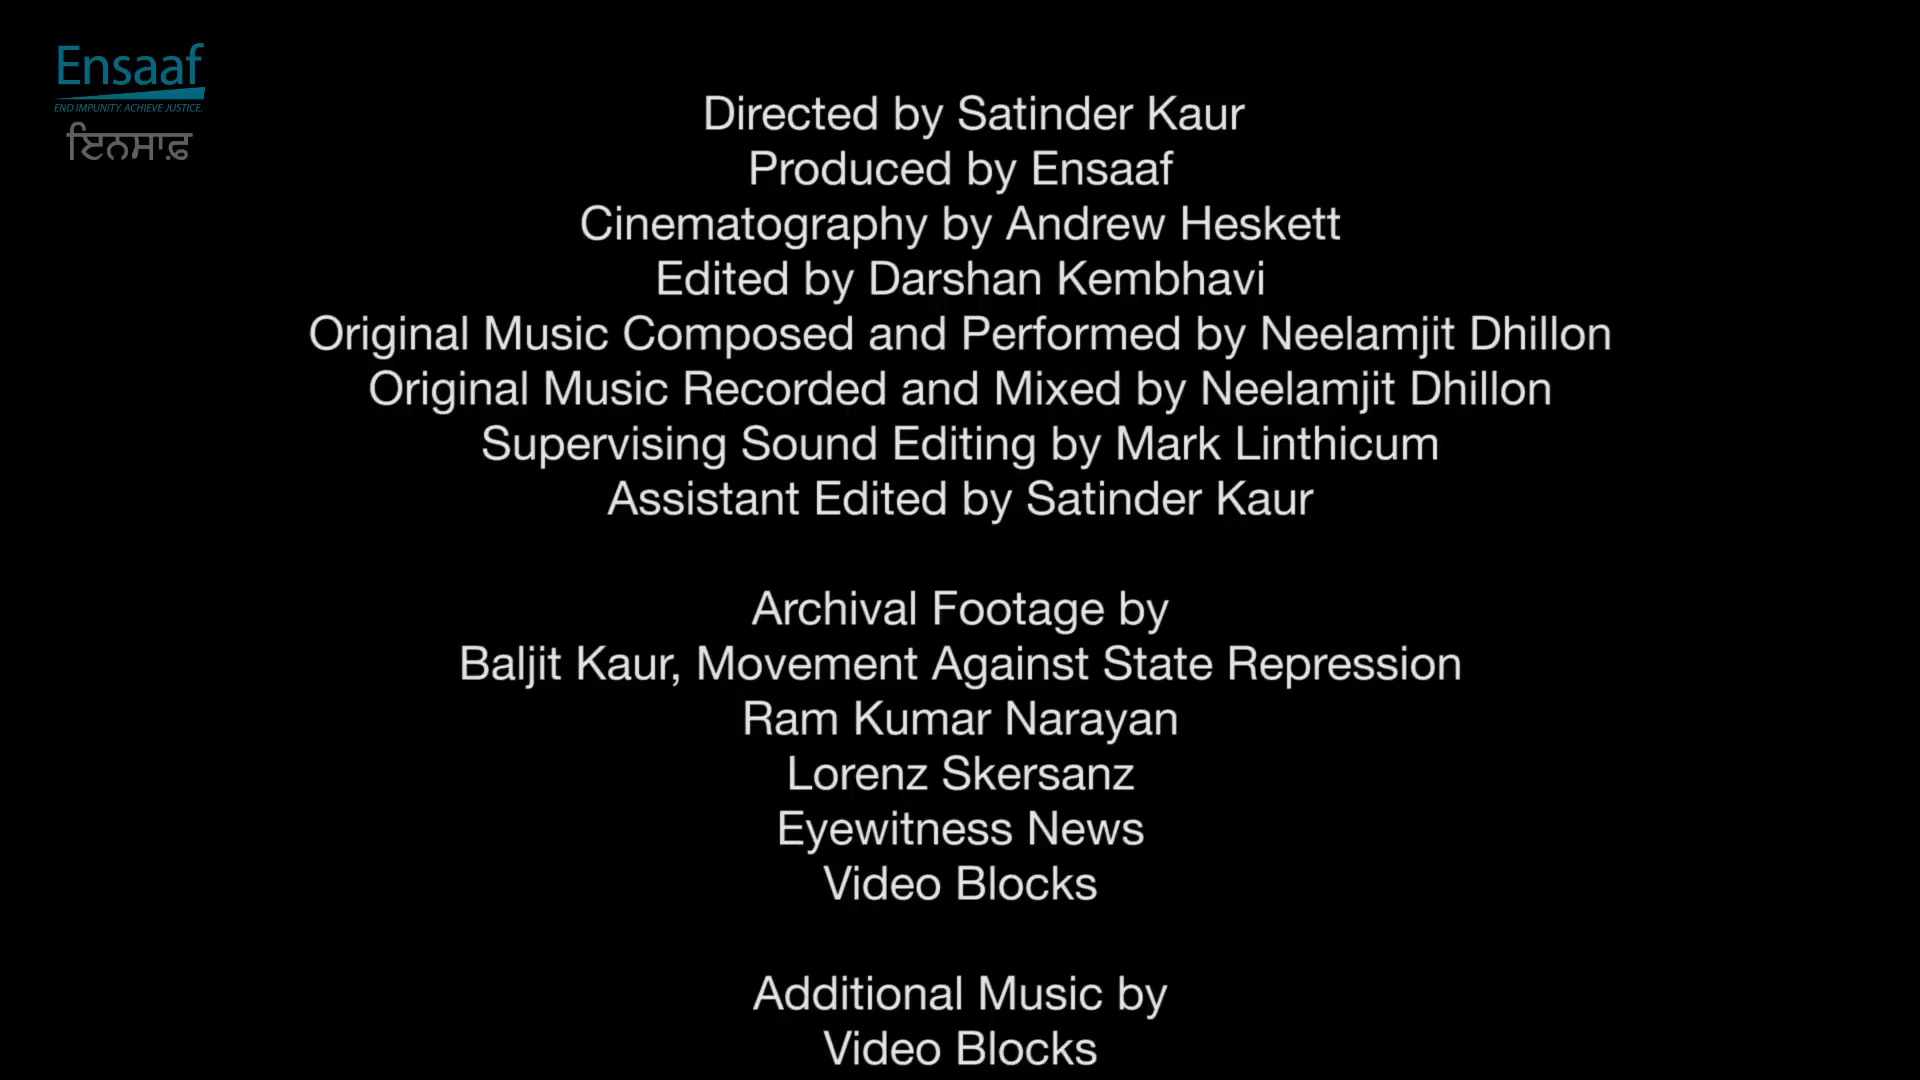 Ensaaf
END IMPUNITY. ACHIEVE JUSTICE.
ਇਨਸਾਫ਼
Directed by Satinder Kaur
Produced by Ensaaf
Cinematography by Andrew Heskett
Edited by Darshan Kembhavi
Original Music Composed and Performed by Neelamjit Dhillon
Original Music Recorded and Mixed by Neelamjit Dhillon
Supervising Sound Editing by Mark Linthicum
Assistant Edited by Satinder Kaur
Archival Footage by
Baljit Kaur, Movement Against State Repression
Ram Kumar Narayan
Lorenz Skersanz
Eyewitness News
Video Blocks
Additional Music by
Video Blocks